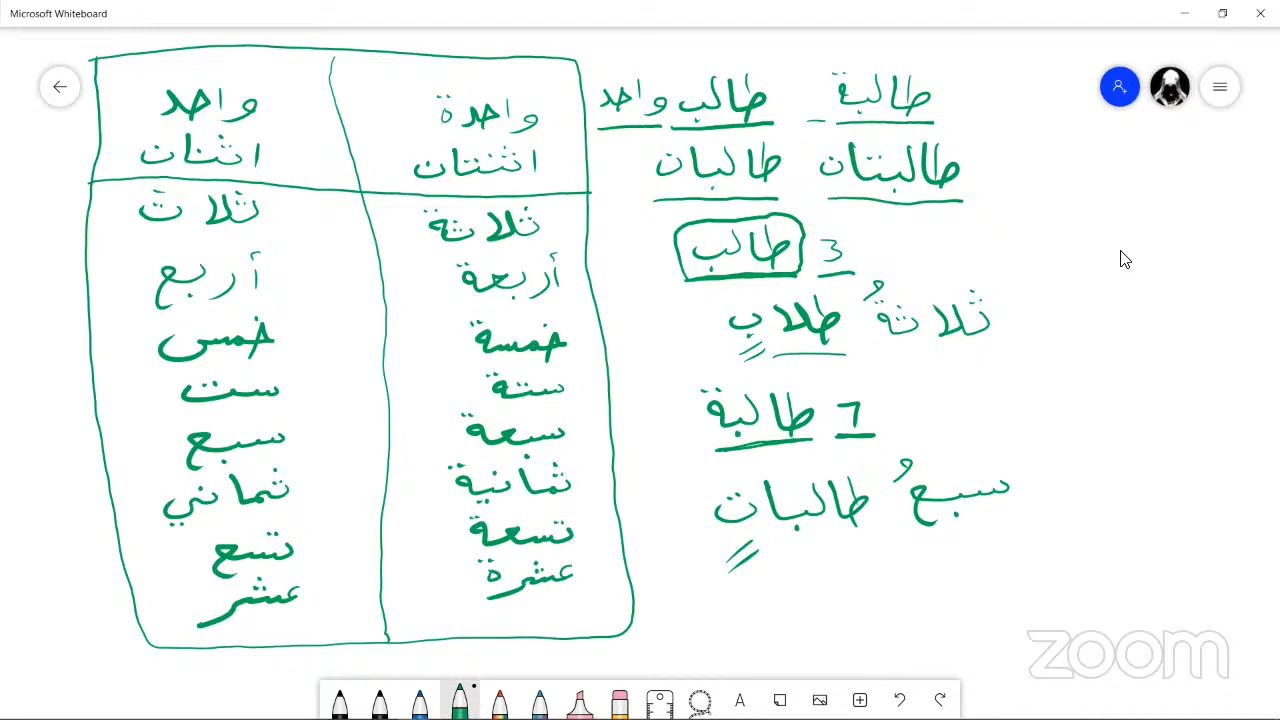 Microsoft Whiteboard
طالبة طالب واحد
طالبتان طالبان
3 طالب
ثلاثةُ طلابٍ
7 طالبة
سبعُ طالباتٍ
واحدة واحد
اثنتان اثنان
ثلاثة ثلاث
أربعة أربع
خمسة خمس
ستة ست
سبعة سبع
ثمانية ثماني
تسعة تسع
عشرة عشر
zoom